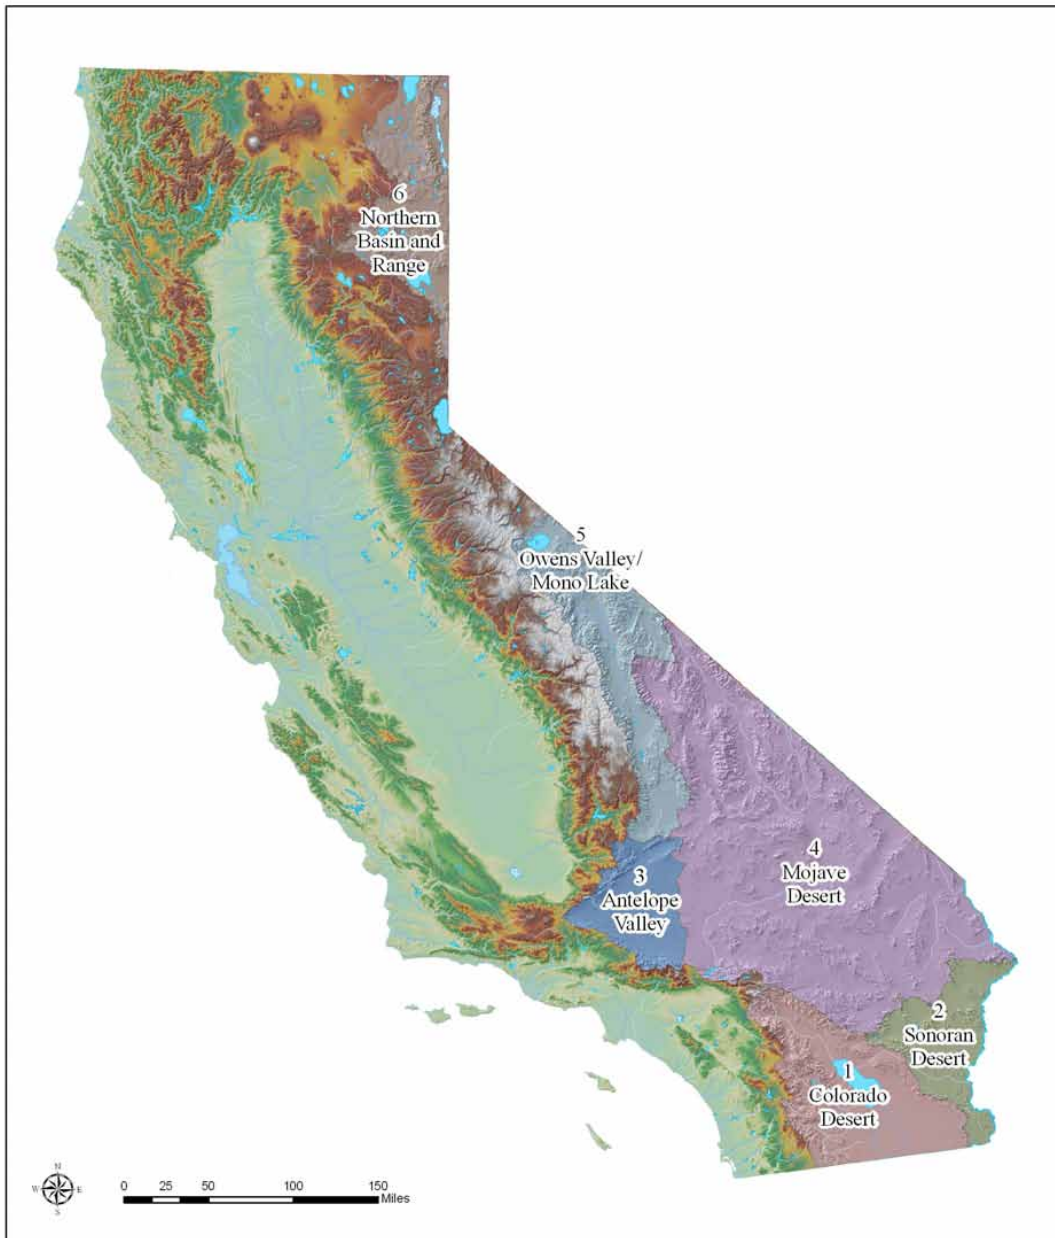 6
Northern
Basin and
Range
5
Owens Valley/
Mono Lake
4
Mojave
Desert
3
Antelope
Valley
2
Sonoran
Desert
1
Colorado
Desert
N
W E
S
0 25 50 100 150
Miles